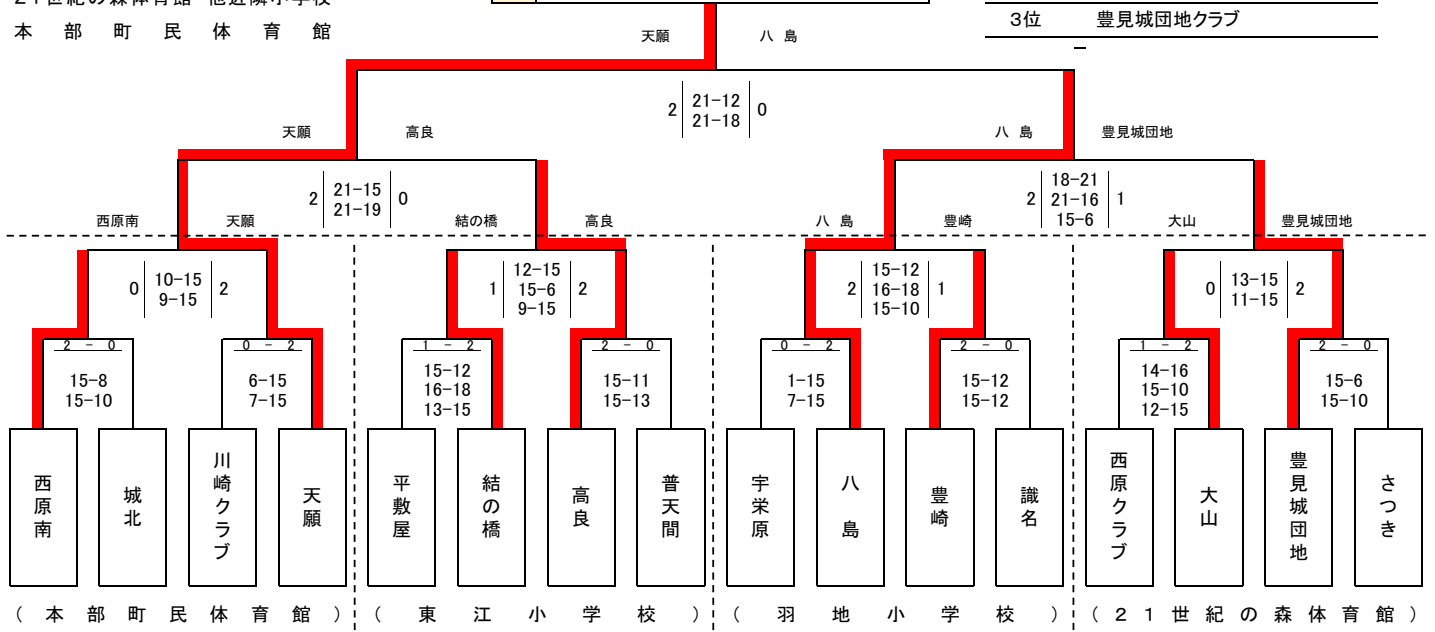 21世紀の森体育館 他近隣小学校
本部町民体育館
3位 豊見城団地クラブ
天願 八島
2 21-12 0
21-18
天願 高良 八島 豊見城団地
2 21-15 0
21-19
2 18-21 1
21-16
15-6
西原南 天願 結の橋 高良 八島 豊崎 大山 豊見城団地
0 10-15 2
9-15
1 12-15 2
15-6
9-15
2 15-12 1
16-18
15-10
0 13-15 2
11-15
2 - 0
15-8
15-10
0 - 2
6-15
7-15
1 - 2
15-12
16-18
13-15
2 - 0
15-11
15-13
0 - 2
1-15
7-15
2 - 0
15-12
15-12
1 - 2
14-16
15-10
12-15
2 - 0
15-6
15-10
西原南
城北
川崎クラブ
天願
平敷屋
結の橋
高良
普天間
宇栄原
八島
豊崎
識名
西原クラブ
大山
豊見城団地
さつき
(本部町民体育館) (東江小学校) (羽地小学校) (21世紀の森体育館)